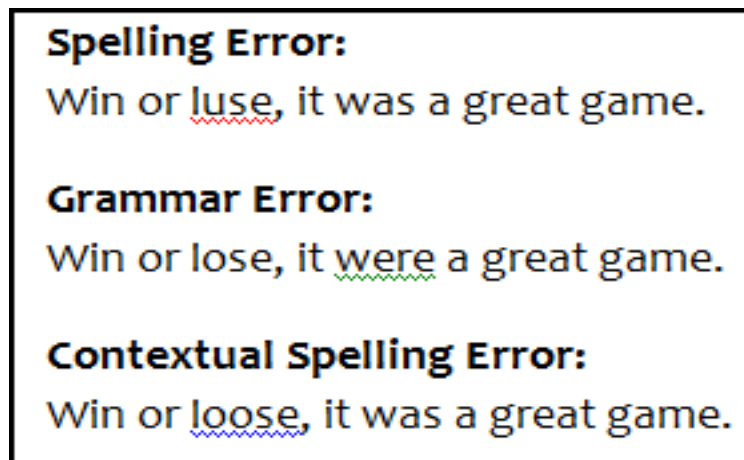 Spelling Error:
Win or luse, it was a great game.
Grammar Error:
Win or lose, it were a great game.
Contextual Spelling Error:
Win or loose, it was a great game.